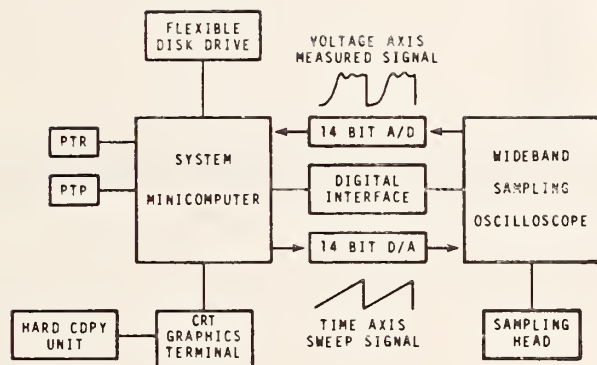 FLEXIBLE
DISK DRIVE
VOLTAGE AXIS
MEASURED SIGNAL
PTR
PTP
SYSTEM
MINICOMPUTER
14 BIT A/D
DIGITAL
INTERFACE
14 BIT D/A
WIDEBAND
SAMPLING
OSCILLOSCOPE
HARD COPY
UNIT
CRT
GRAPHICS
TERMINAL
TIME AXIS
SWEEP SIGNAL
SAMPLING
HEAD